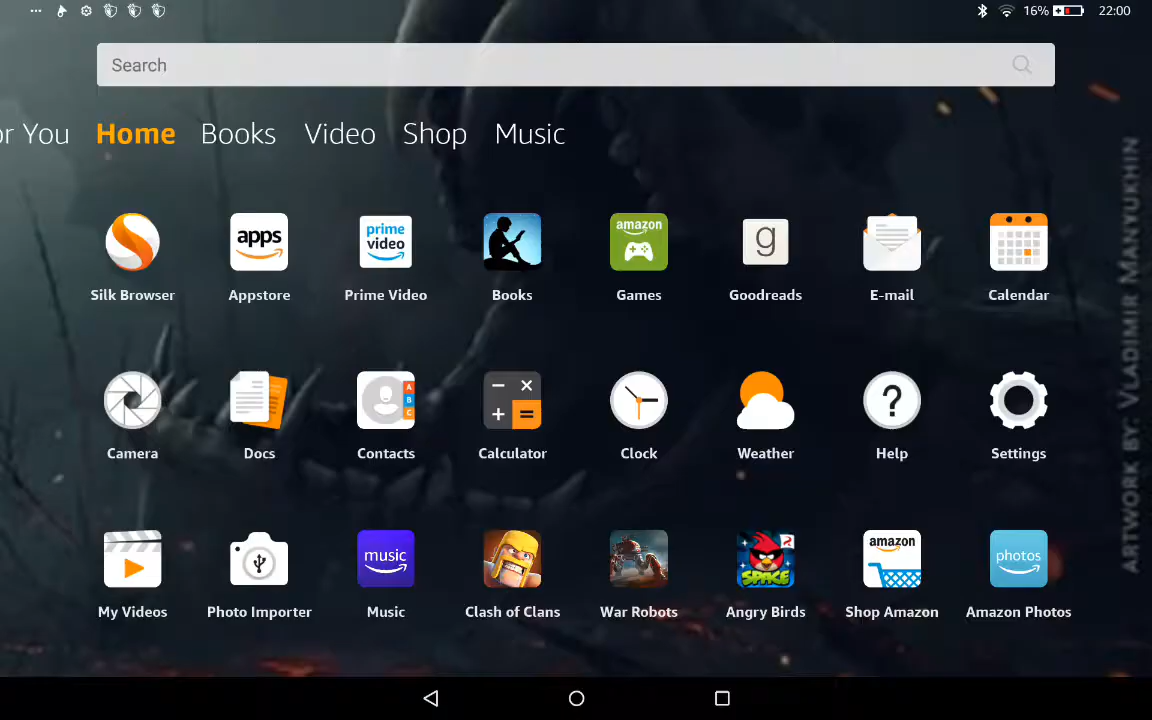 16% 22:00
Search
or You Home Books Video Shop Music
apps
prime video
amazon
g
Silk Browser Appstore Prime Video Books Games Goodreads E-mail Calendar
A
B
C
Camera Docs Contacts Calculator Clock Weather Help Settings
music
SPACE
amazon
photos
My Videos Photo Importer Music Clash of Clans War Robots Angry Birds Shop Amazon Amazon Photos
ARTWORK BY: VLADIMIR MANYUKHIN